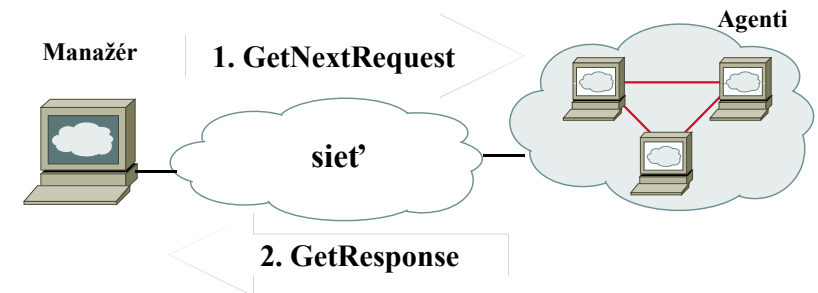 Agenti
Manažér
1. GetNextRequest
sieť
2. GetResponse